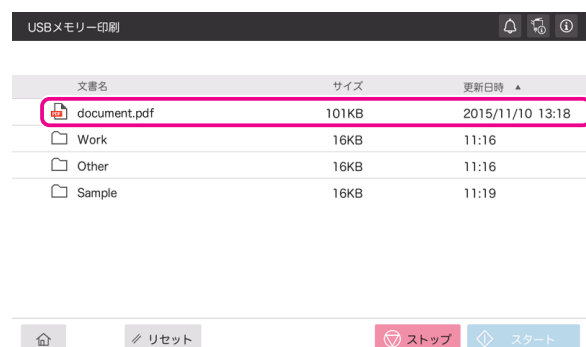 USBメモリー印刷
文書名 サイズ 更新日時 ▲
document.pdf 101KB 2015/11/10 13:18
Work 16KB 11:16
Other 16KB 11:16
Sample 16KB 11:19
リセット ストップ スタート